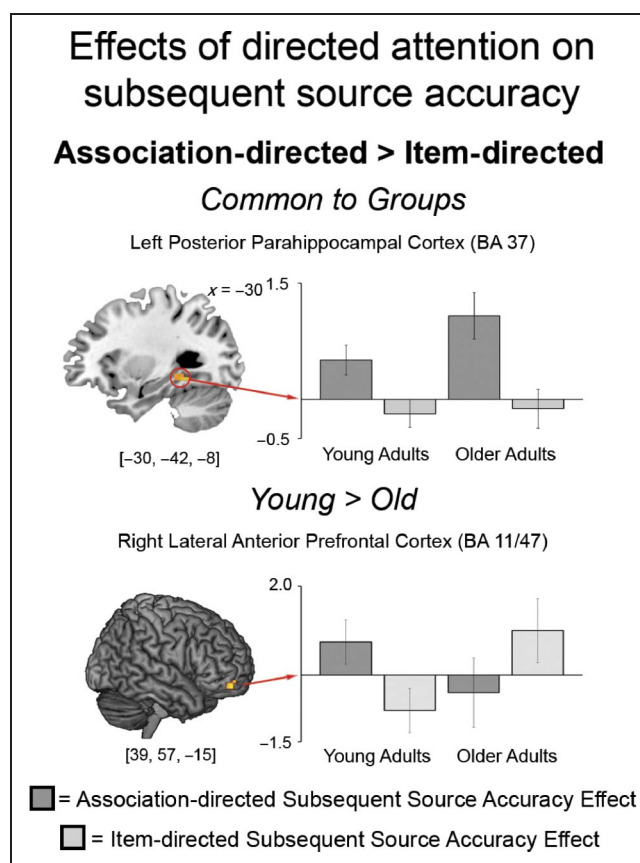 Effects of directed attention on
subsequent source accuracy
Association-directed > Item-directed
Common to Groups
Left Posterior Parahippocampal Cortex (BA 37)
x = −30
1.5
−0.5
Young Adults
Older Adults
[−30, −42, −8]
Young > Old
Right Lateral Anterior Prefrontal Cortex (BA 11/47)
2.0
−1.5
Young Adults
Older Adults
[39, 57, −15]
= Association-directed Subsequent Source Accuracy Effect
= Item-directed Subsequent Source Accuracy Effect